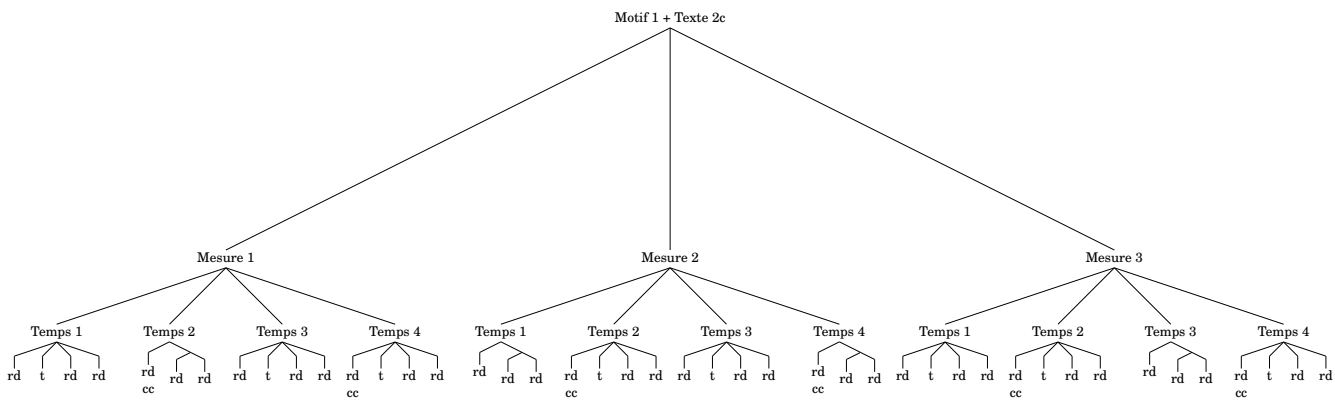 Motif 1 + Texte 2c
Mesure 1 Mesure 2 Mesure 3
Temps 1 Temps 2 Temps 3 Temps 4 Temps 1 Temps 2 Temps 3 Temps 4 Temps 1 Temps 2 Temps 3 Temps 4
rd t rd rd rd rd rd rd t rd rd rd t rd rd rd rd rd rd t rd rd rd t rd rd rd rd rd rd t rd rd rd t rd rd rd rd rd rd t rd rd
cc cc cc cc cc cc